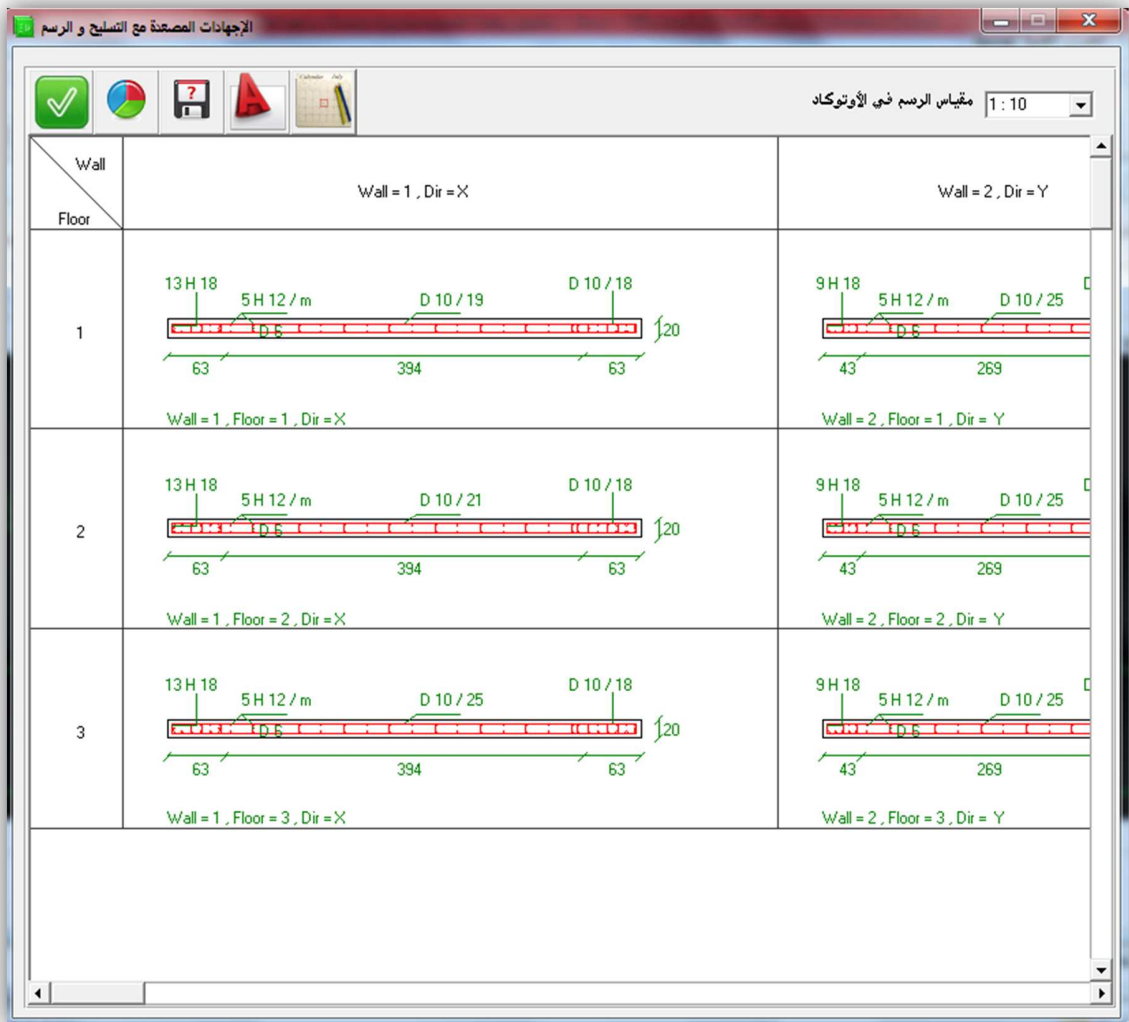 الإجهادات المصعدة مع التسليح و الرسم
مقياس الرسم في الأوتوكاد 1 : 10
Calendar July
Wall
Floor
Wall = 1 , Dir = X
Wall = 2 , Dir = Y
1
13 H 18
5 H 12 / m
D 10 / 19
D 10 / 18
D 6
20
63
394
63
Wall = 1 , Floor = 1 , Dir = X
9 H 18
5 H 12 / m
D 10 / 25
D
D 6
43
269
Wall = 2 , Floor = 1 , Dir = Y
2
13 H 18
5 H 12 / m
D 10 / 21
D 10 / 18
D 6
20
63
394
63
Wall = 1 , Floor = 2 , Dir = X
9 H 18
5 H 12 / m
D 10 / 25
D
D 6
43
269
Wall = 2 , Floor = 2 , Dir = Y
3
13 H 18
5 H 12 / m
D 10 / 25
D 10 / 18
D 6
20
63
394
63
Wall = 1 , Floor = 3 , Dir = X
9 H 18
5 H 12 / m
D 10 / 25
D
D 6
43
269
Wall = 2 , Floor = 3 , Dir = Y